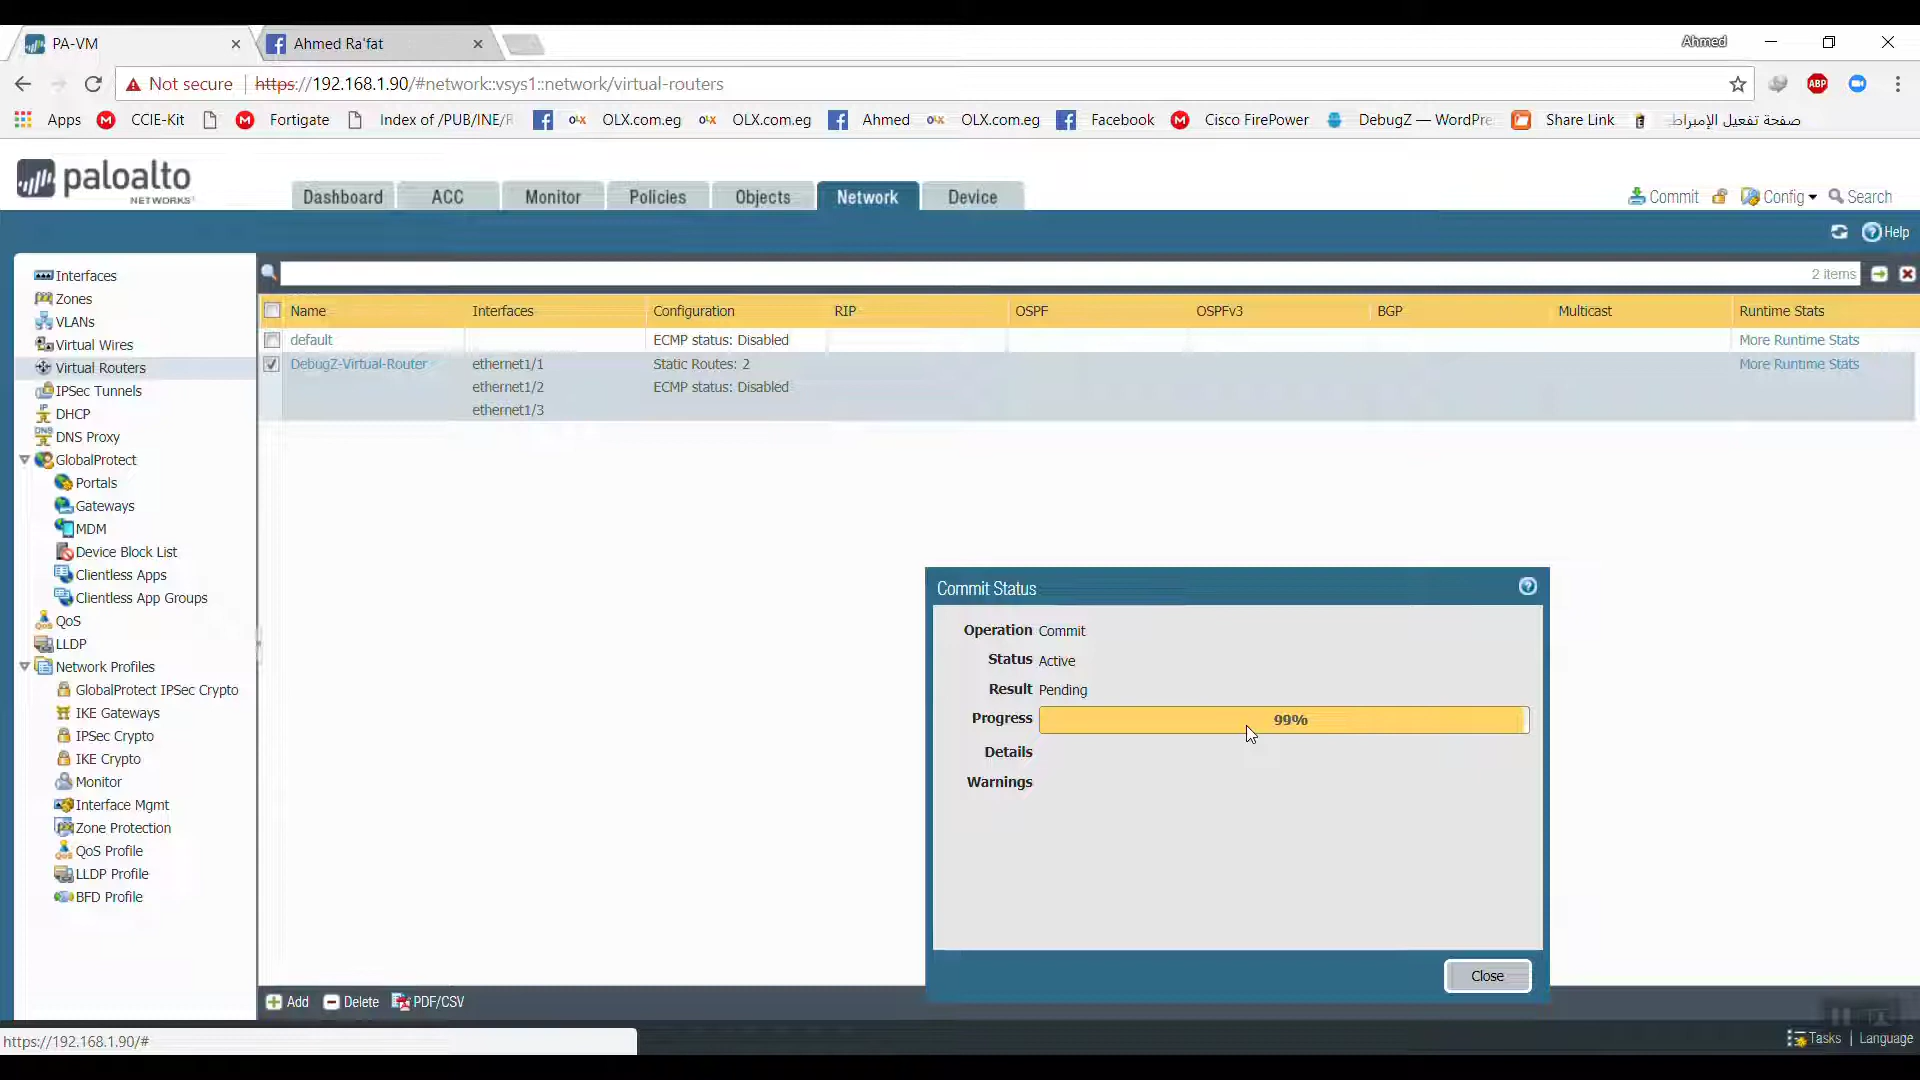 PA-VM
Ahmed Ra'fat
Ahmed
Not secure
https://192.168.1.90/#network::vsys1::network/virtual-routers
ABP
Apps
CCIE-Kit
Fortigate
Index of /PUB/INE/R
OLX.com.eg
OLX.com.eg
Ahmed
OLX.com.eg
Facebook
Cisco FirePower
DebugZ — WordPre
Share Link
صفحة تفعيل الإمبراط
paloalto
NETWORKS
Dashboard
ACC
Monitor
Policies
Objects
Network
Device
Commit
Config
Search
Help
Interfaces
Zones
VLANs
Virtual Wires
Virtual Routers
IPSec Tunnels
DHCP
DNS Proxy
GlobalProtect
Portals
Gateways
MDM
Device Block List
Clientless Apps
Clientless App Groups
QoS
LLDP
Network Profiles
GlobalProtect IPSec Crypto
IKE Gateways
IPSec Crypto
IKE Crypto
Monitor
Interface Mgmt
Zone Protection
QoS Profile
LLDP Profile
BFD Profile
2 items
Name Interfaces Configuration RIP OSPF OSPFv3 BGP Multicast Runtime Stats
default ECMP status: Disabled More Runtime Stats
DebugZ-Virtual-Router ethernet1/1 Static Routes: 2 More Runtime Stats
ethernet1/2 ECMP status: Disabled
ethernet1/3
Commit Status
Operation Commit
Status Active
Result Pending
Progress 99%
Details
Warnings
Close
Add
Delete
PDF/CSV
https://192.168.1.90/#
Tasks | Language